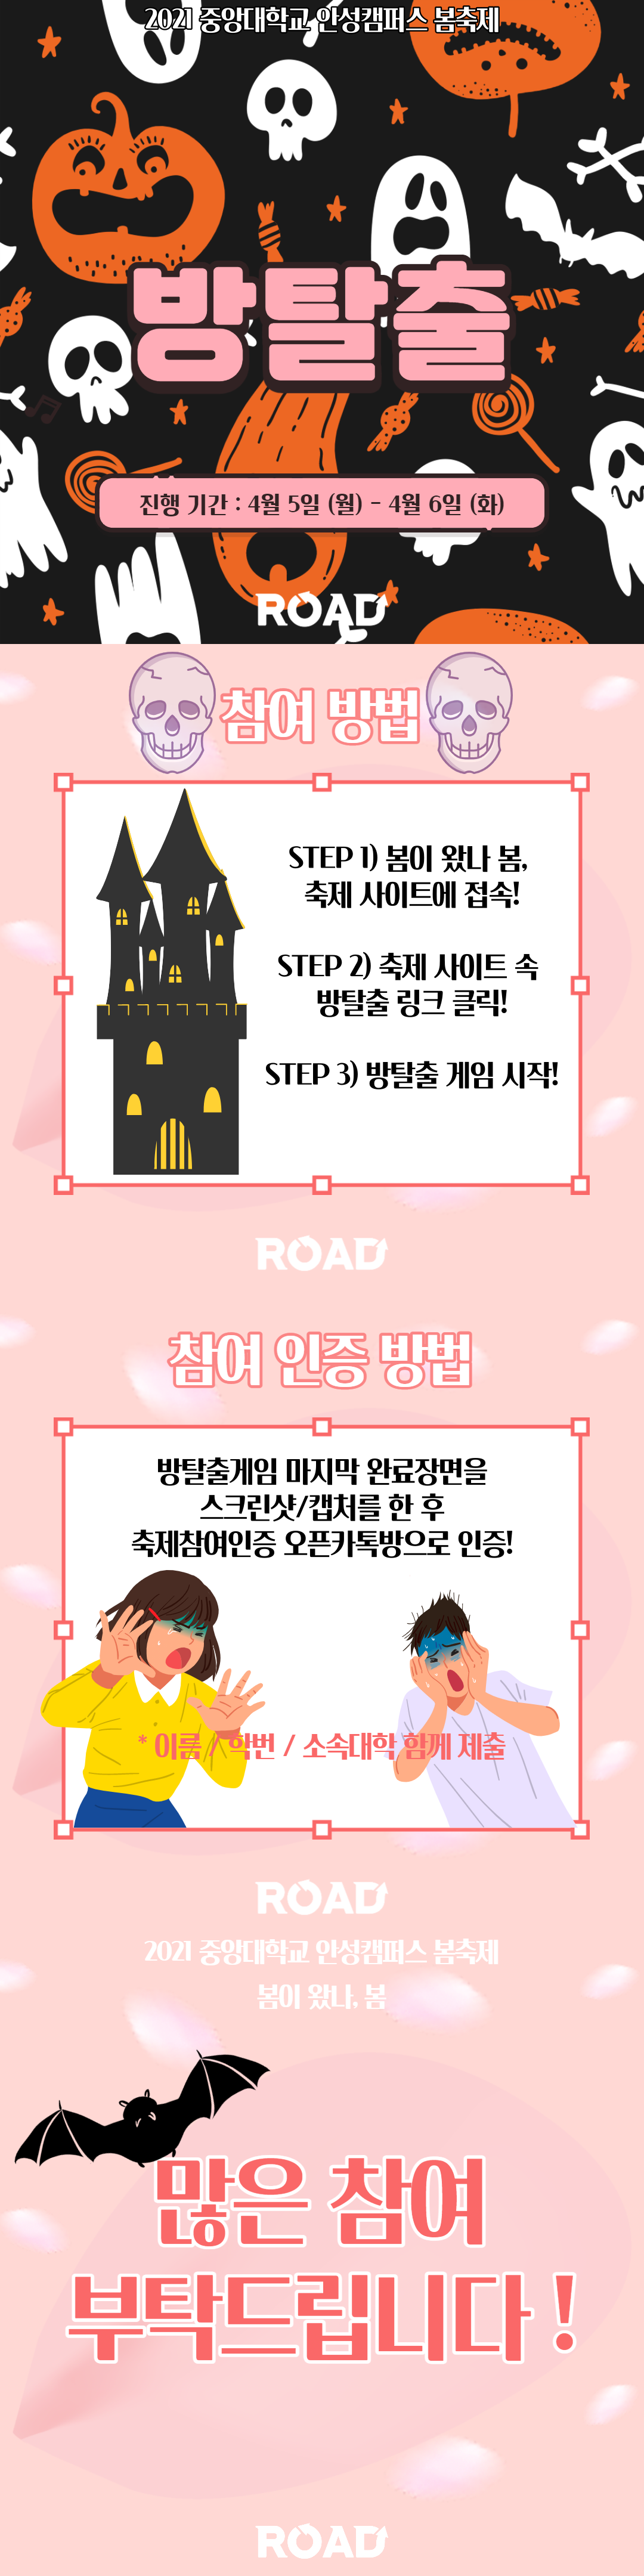 2021 중앙대학교 안성캠퍼스 봄축제
방탈출
진행 기간 : 4월 5일 (월) - 4월 6일 (화)
ROAD
참여 방법
STEP 1) 봄이 왔나 봄,
축제 사이트에 접속!
STEP 2) 축제 사이트 속
방탈출 링크 클릭!
STEP 3) 방탈출 게임 시작!
ROAD
참여 인증 방법
방탈출게임 마지막 완료장면을
스크린샷/캡처를 한 후
축제참여인증 오픈카톡방으로 인증!
* 이름 / 학번 / 소속대학 함께 제출
ROAD
2021 중앙대학교 안성캠퍼스 봄축제
봄이 왔나, 봄
많은 참여
부탁드립니다 !
ROAD